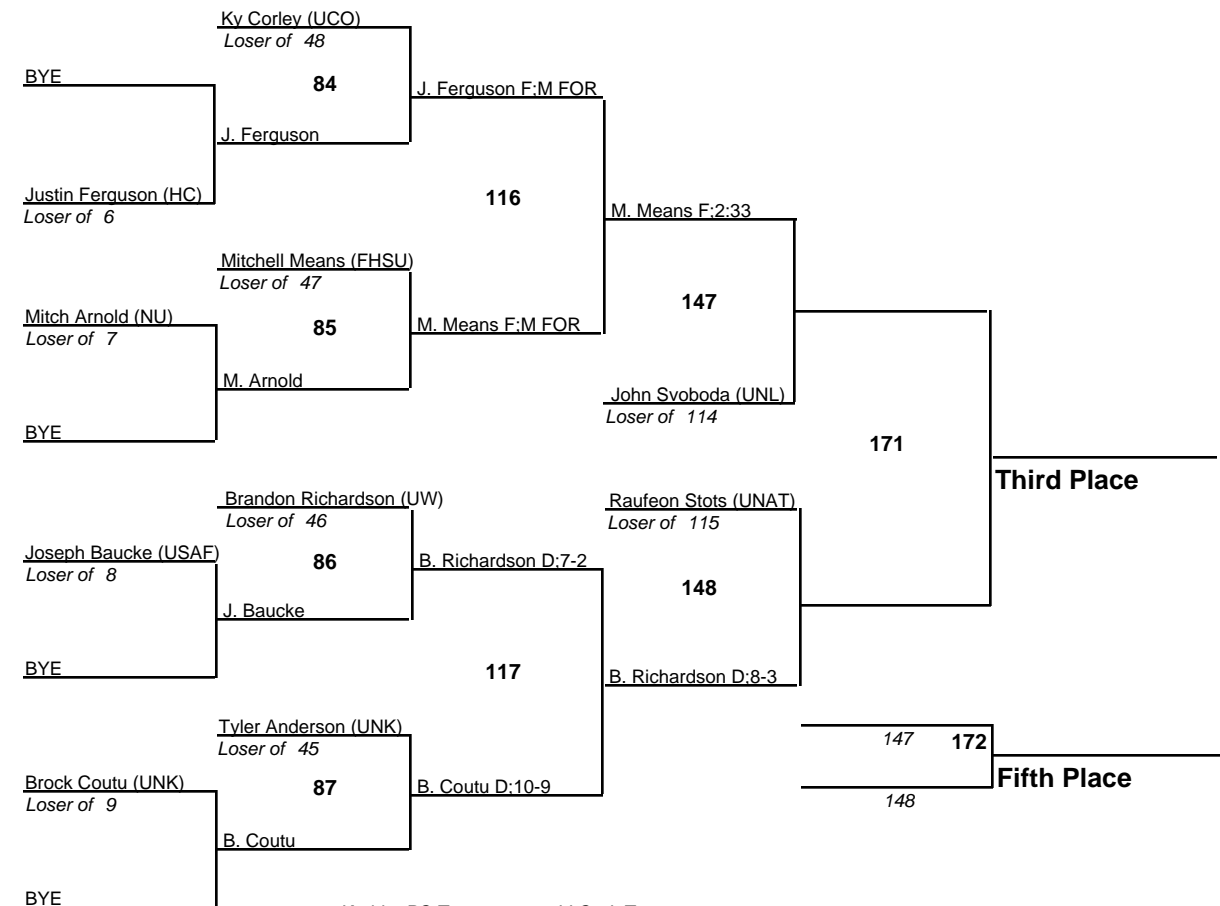 Ky Corley (UCO)
Loser of 48
BYE
84
J. Ferguson F;M FOR
J. Ferguson
Justin Ferguson (HC)
Loser of 6
116
M. Means F;2:33
Mitchell Means (FHSU)
Loser of 47
147
Mitch Arnold (NU)
Loser of 7
85
M. Means F;M FOR
M. Arnold
John Svoboda (UNL)
Loser of 114
BYE
171
Third Place
Brandon Richardson (UW)
Loser of 46
Raufeon Stots (UNAT)
Loser of 115
Joseph Baucke (USAF)
Loser of 8
86
B. Richardson D;7-2
148
J. Baucke
BYE
117
B. Richardson D;8-3
Tyler Anderson (UNK)
Loser of 45
147
172
Brock Coutu (UNK)
Loser of 9
87
B. Coutu D;10-9
Fifth Place
148
B. Coutu
BYE